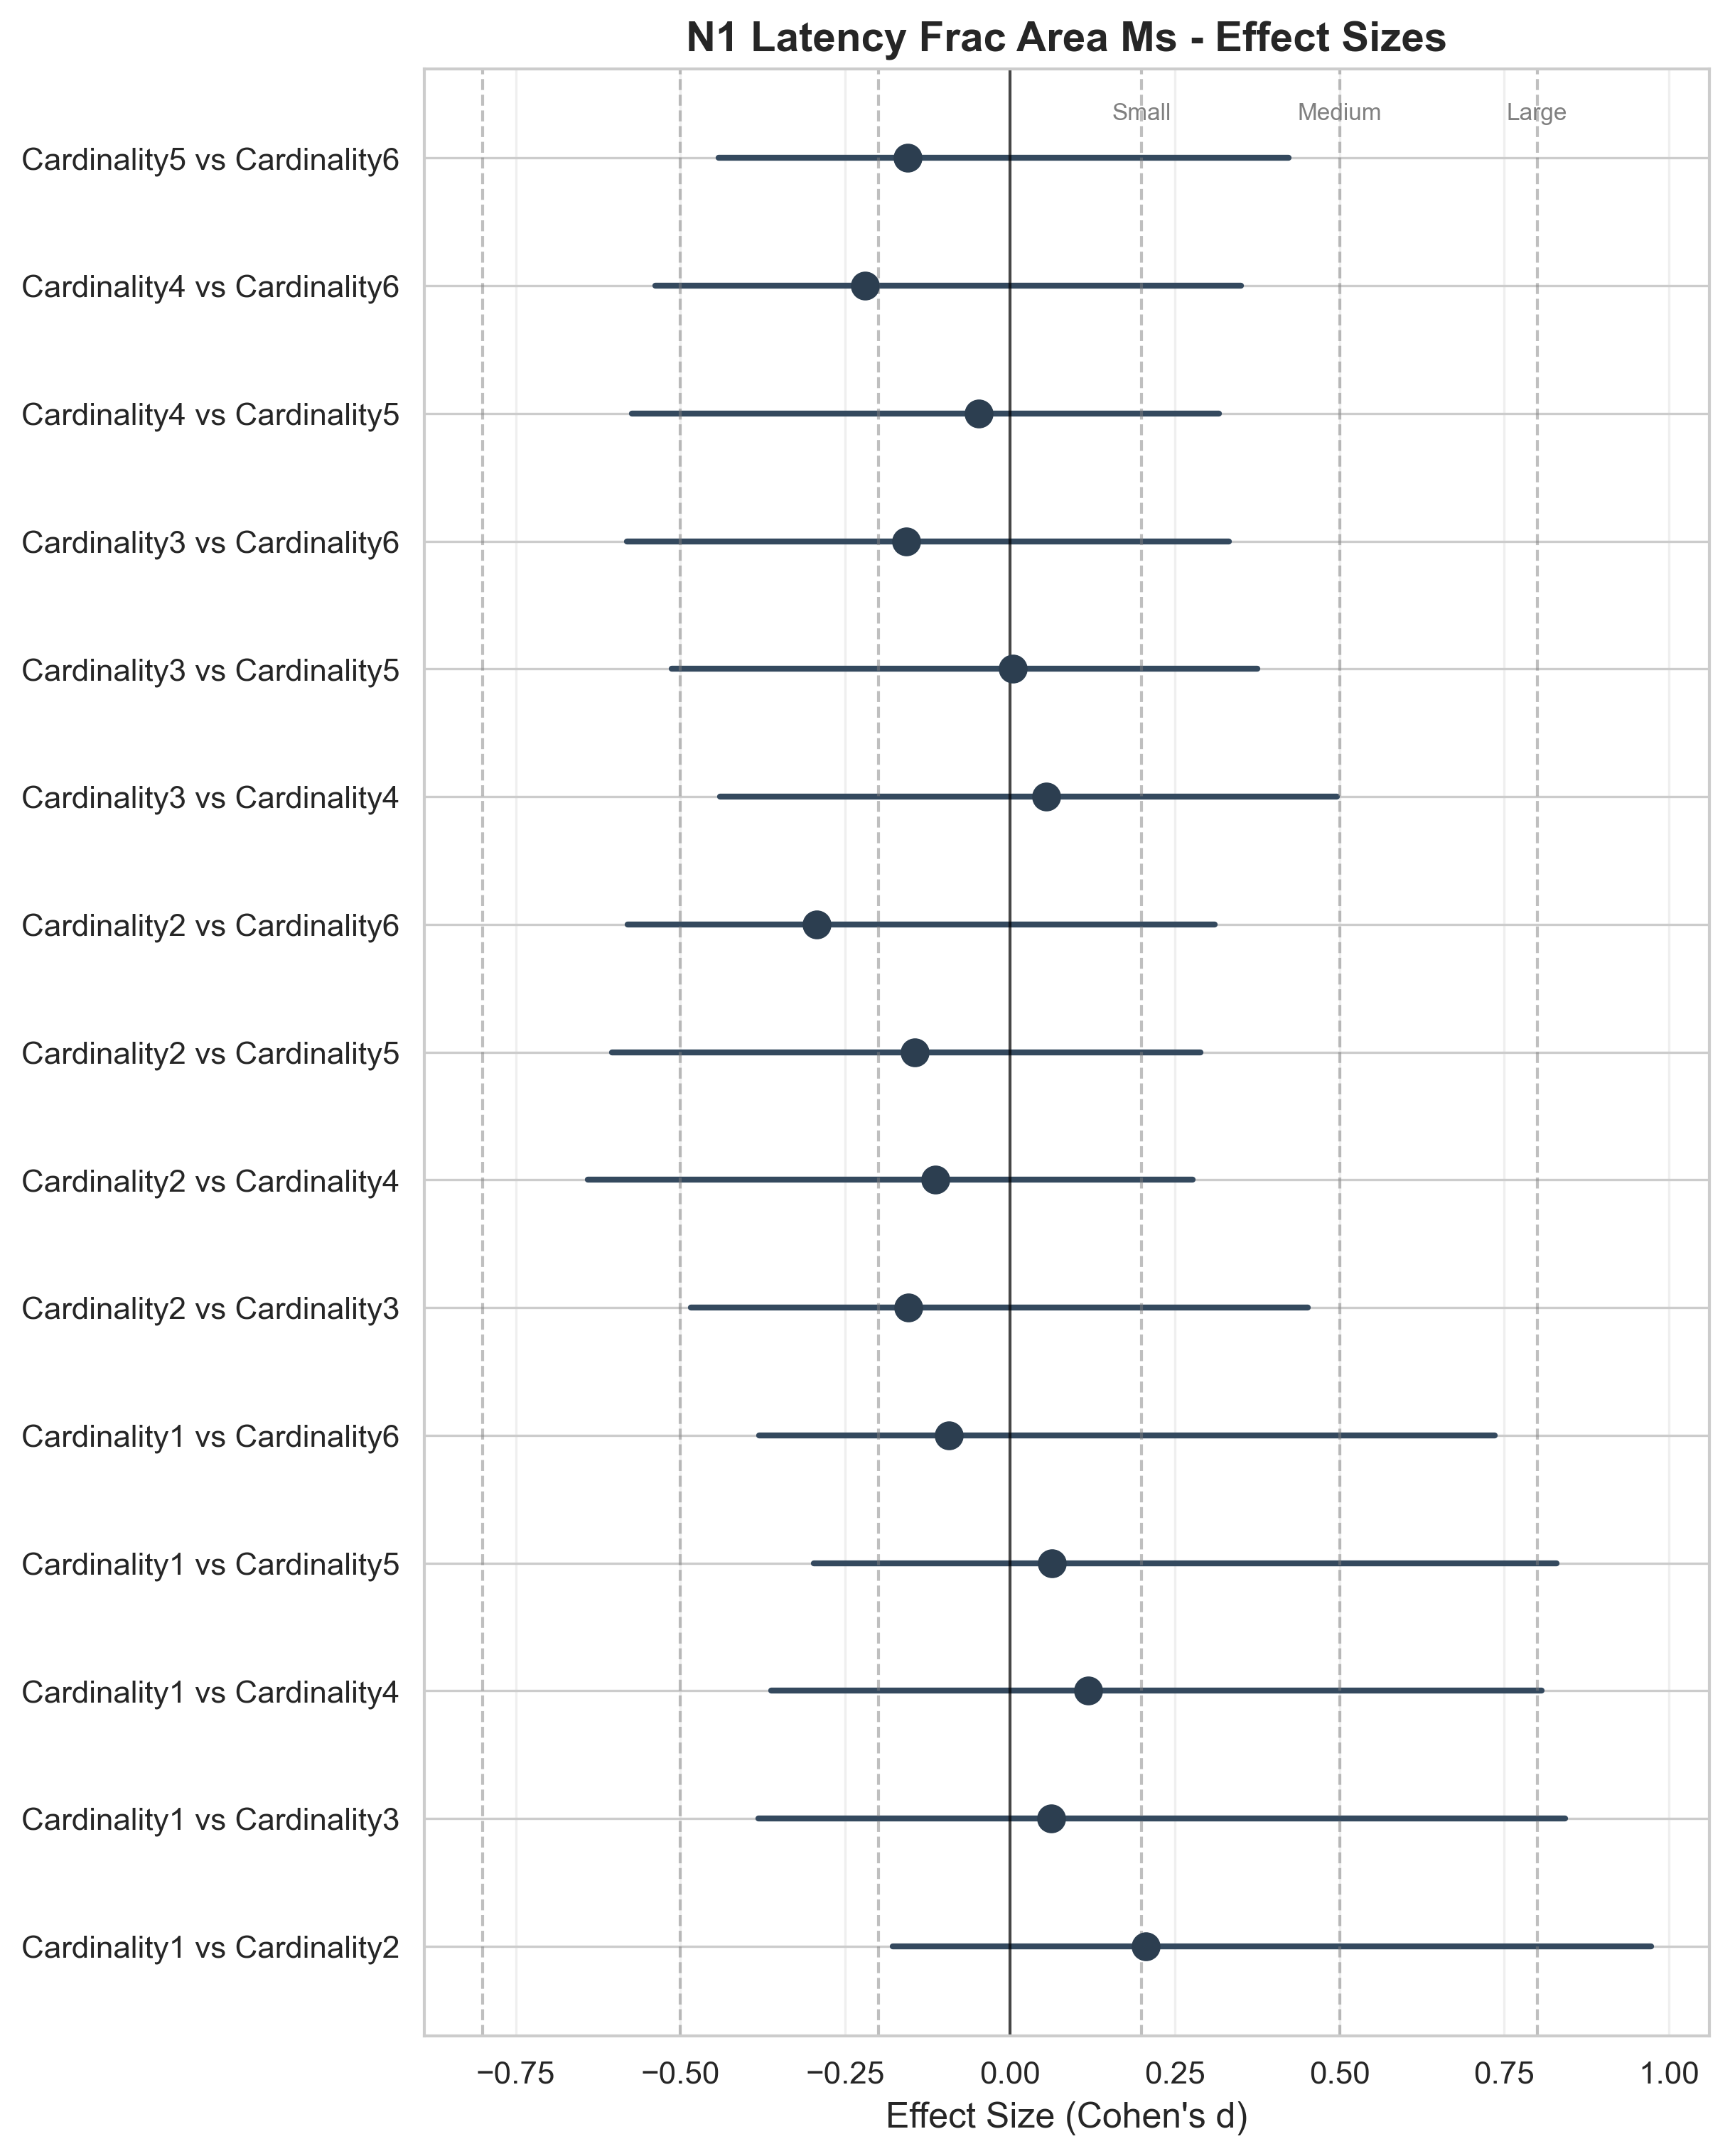 N1 Latency Frac Area Ms - Effect Sizes
Small Medium Large
Cardinality5 vs Cardinality6
Cardinality4 vs Cardinality6
Cardinality4 vs Cardinality5
Cardinality3 vs Cardinality6
Cardinality3 vs Cardinality5
Cardinality3 vs Cardinality4
Cardinality2 vs Cardinality6
Cardinality2 vs Cardinality5
Cardinality2 vs Cardinality4
Cardinality2 vs Cardinality3
Cardinality1 vs Cardinality6
Cardinality1 vs Cardinality5
Cardinality1 vs Cardinality4
Cardinality1 vs Cardinality3
Cardinality1 vs Cardinality2
−0.75 −0.50 −0.25 0.00 0.25 0.50 0.75 1.00
Effect Size (Cohen's d)